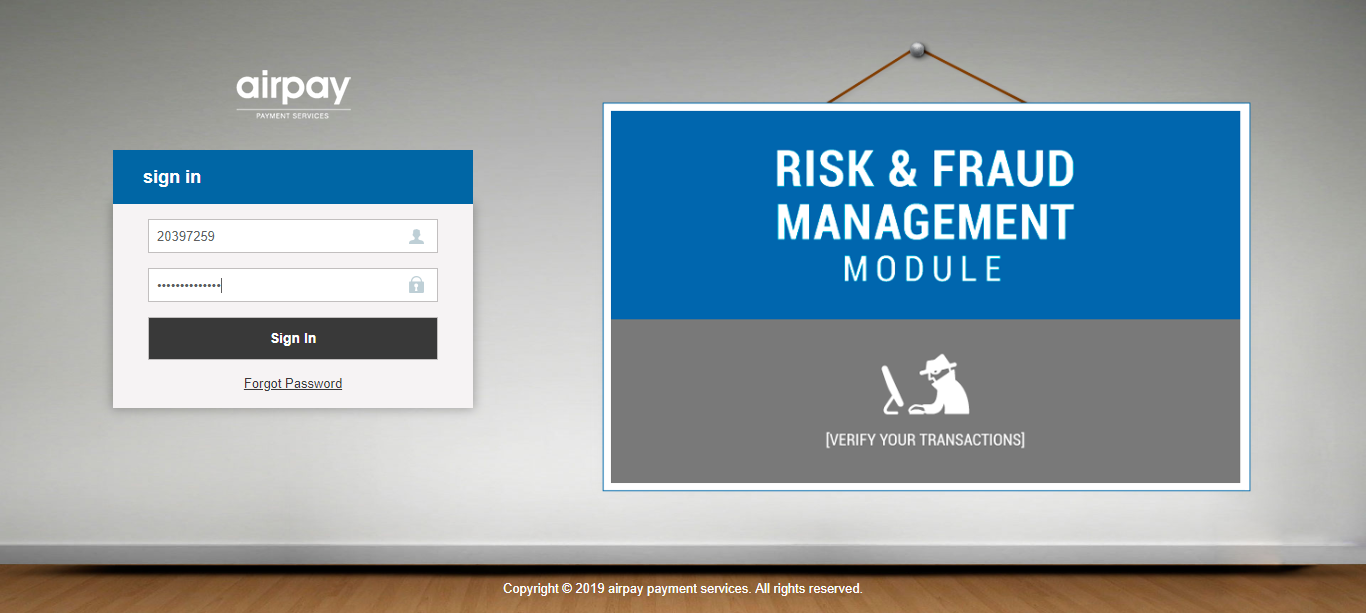 airpay
PAYMENT SERVICES
sign in
20397259
••••••••••••••
Sign In
Forgot Password
RISK & FRAUD
MANAGEMENT
MODULE
[VERIFY YOUR TRANSACTIONS]
Copyright © 2019 airpay payment services. All rights reserved.